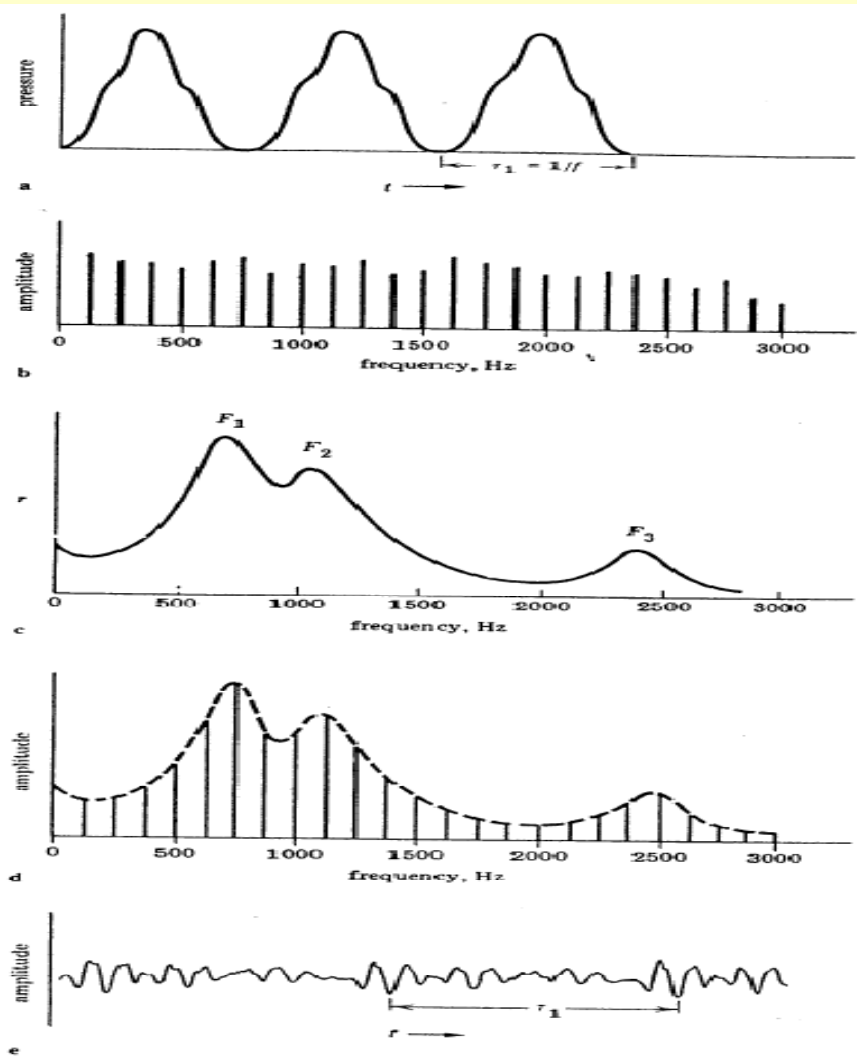 pressure
τ₁ = 1/f
a
t
amplitude
0 500 1000 1500 2000 2500 3000
frequency, Hz
b
F₁
F₂
F₃
r
0 500 1000 1500 2000 2500 3000
frequency, Hz
c
amplitude
0 500 1000 1500 2000 2500 3000
frequency, Hz
d
amplitude
τ₁
e